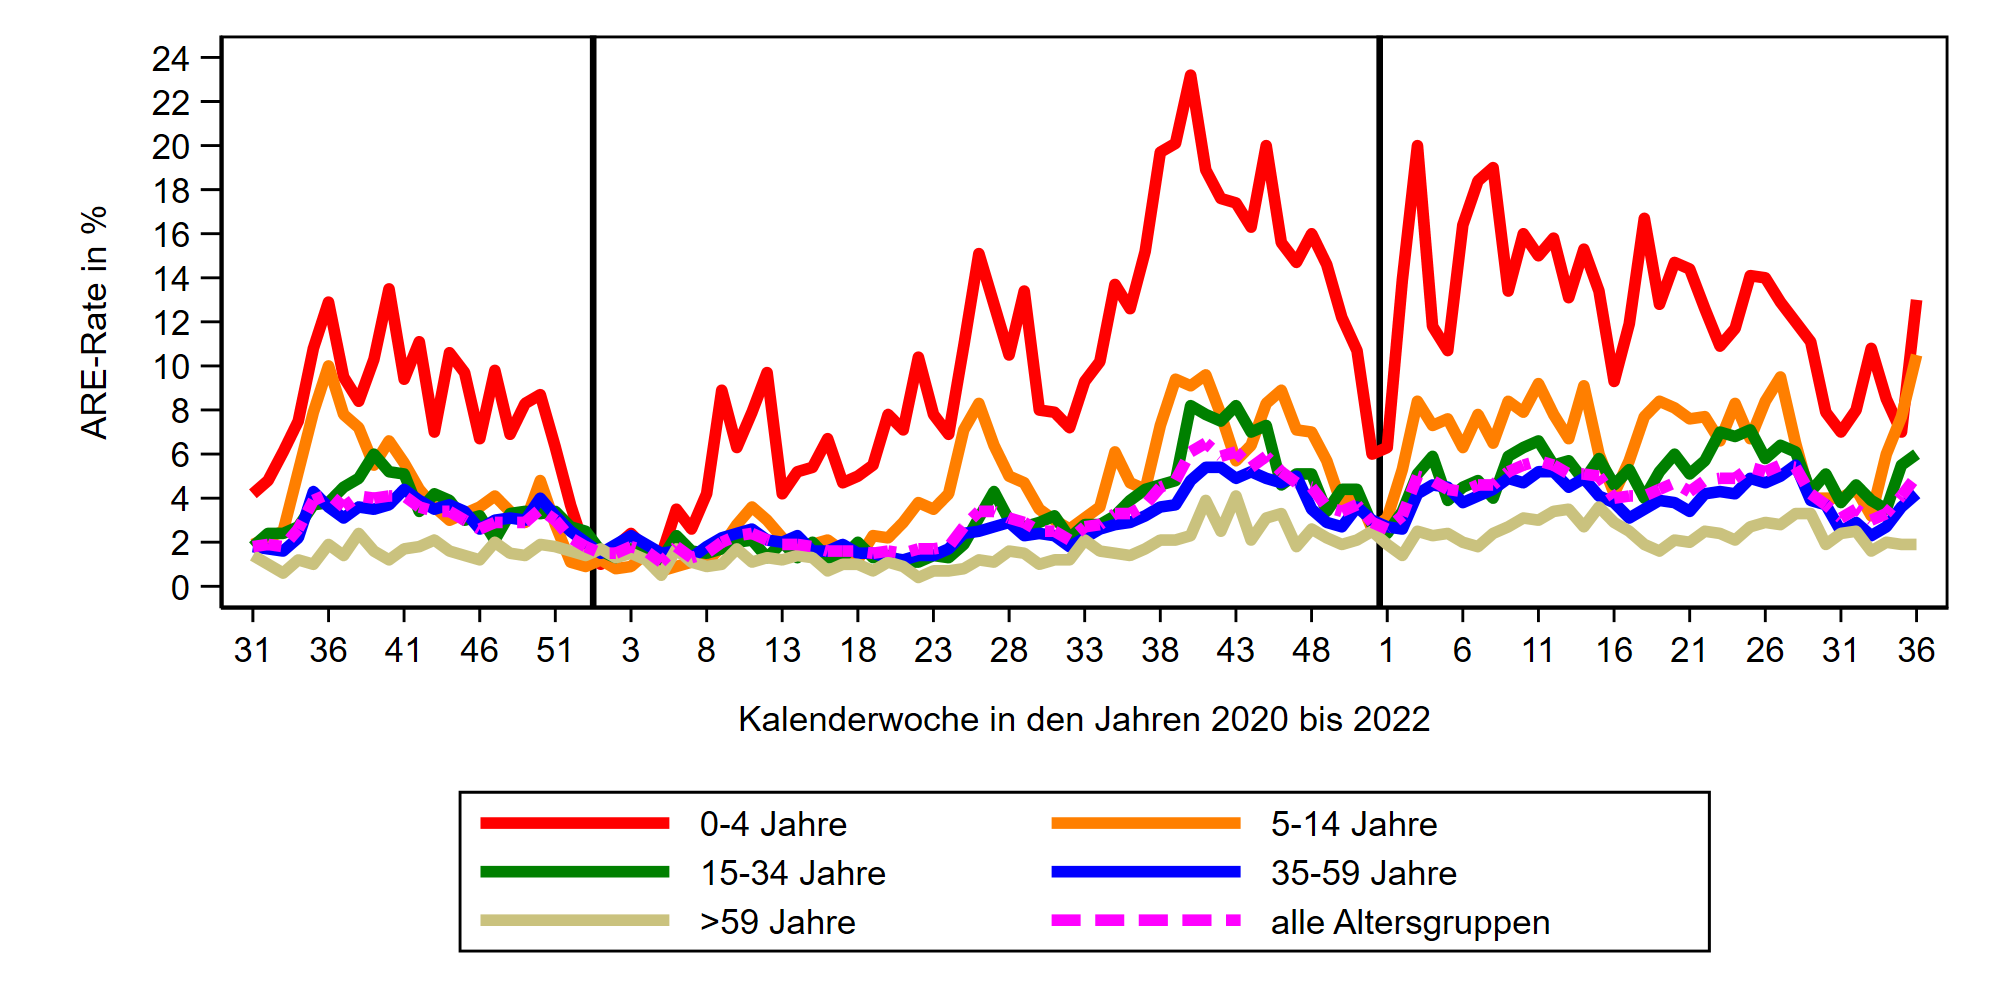 ARE-Rate in %
24
22
20
18
16
14
12
10
8
6
4
2
0
31 36 41 46 51 3 8 13 18 23 28 33 38 43 48 1 6 11 16 21 26 31 36
Kalenderwoche in den Jahren 2020 bis 2022
0-4 Jahre 5-14 Jahre
15-34 Jahre 35-59 Jahre
>59 Jahre alle Altersgruppen